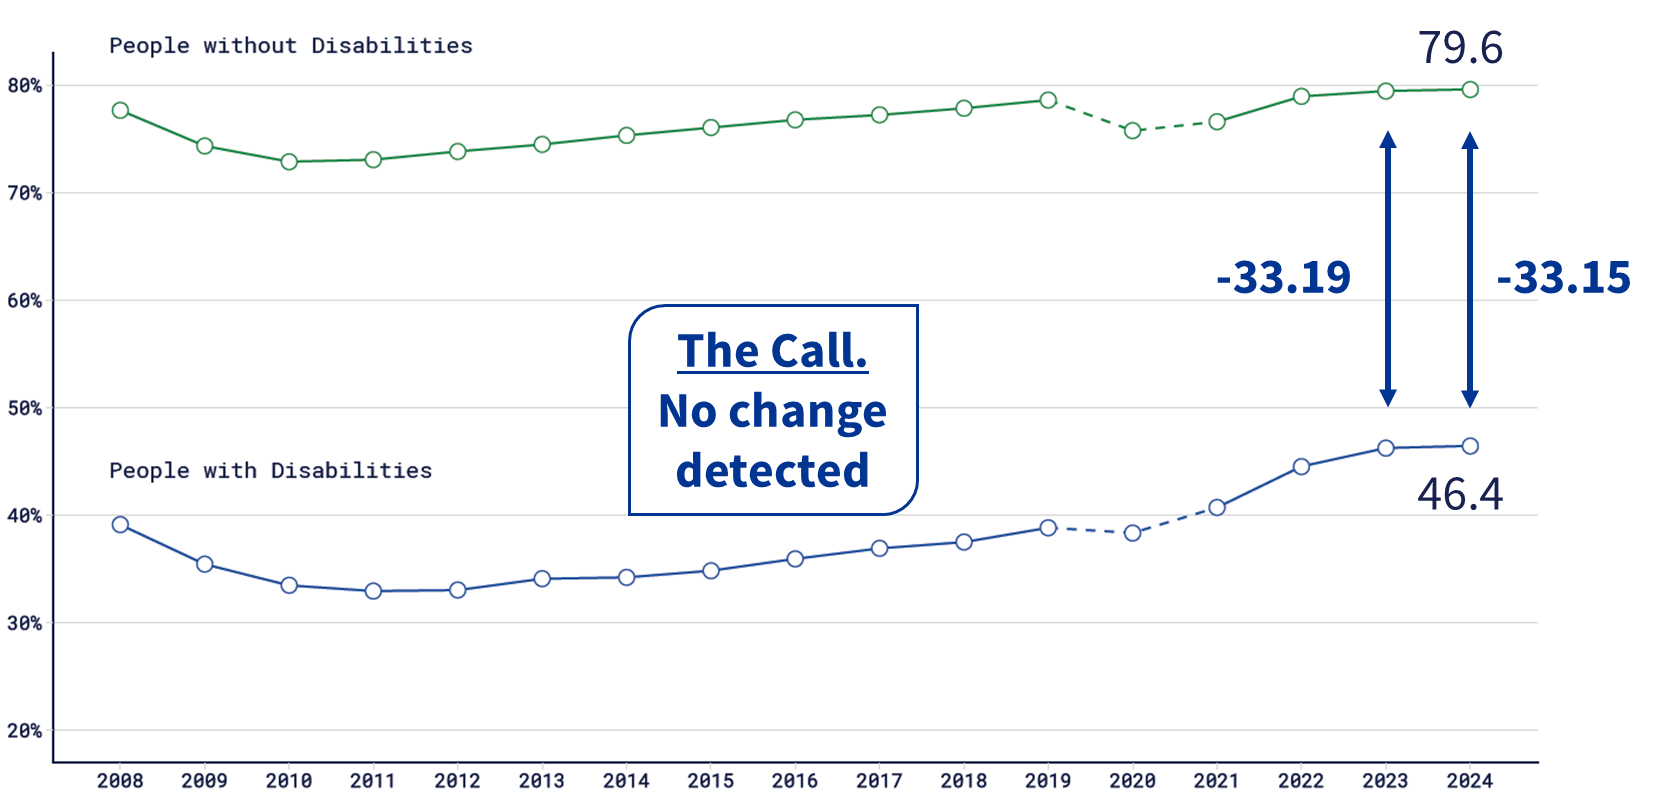 People without Disabilities
79.6
80%
70%
-33.19
-33.15
60%
The Call.
No change
detected
50%
People with Disabilities
46.4
40%
30%
20%
2008 2009 2010 2011 2012 2013 2014 2015 2016 2017 2018 2019 2020 2021 2022 2023 2024